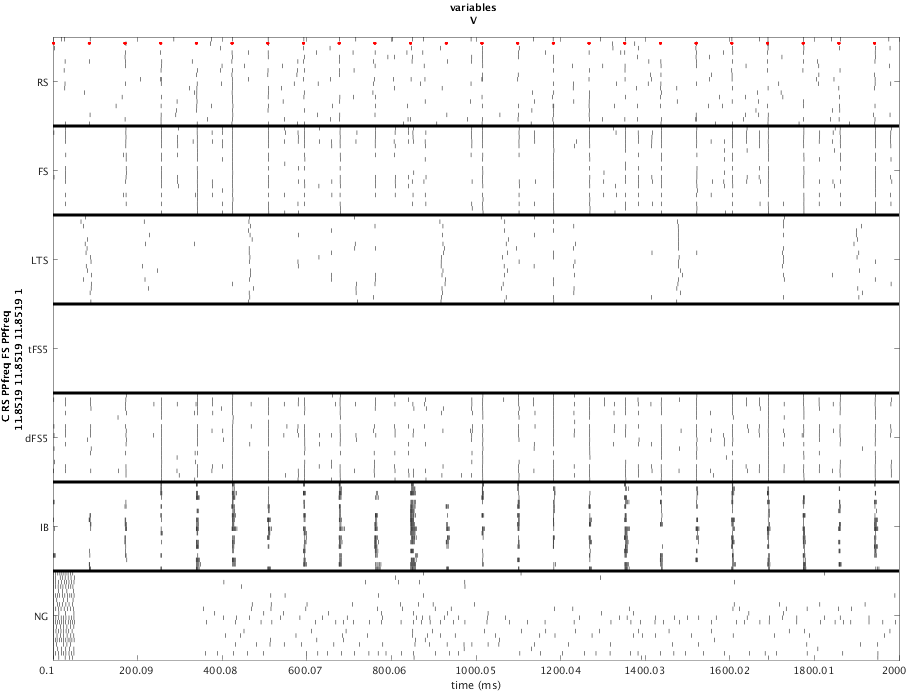 variables
V
C RS PPfreq FS PPfreq
11.8519 11.8519 11.8519 1
RS
FS
LTS
tFS5
dFS5
IB
NG
0.1 200.09 400.08 600.07 800.06 1000.05 1200.04 1400.03 1600.02 1800.01 2000
time (ms)